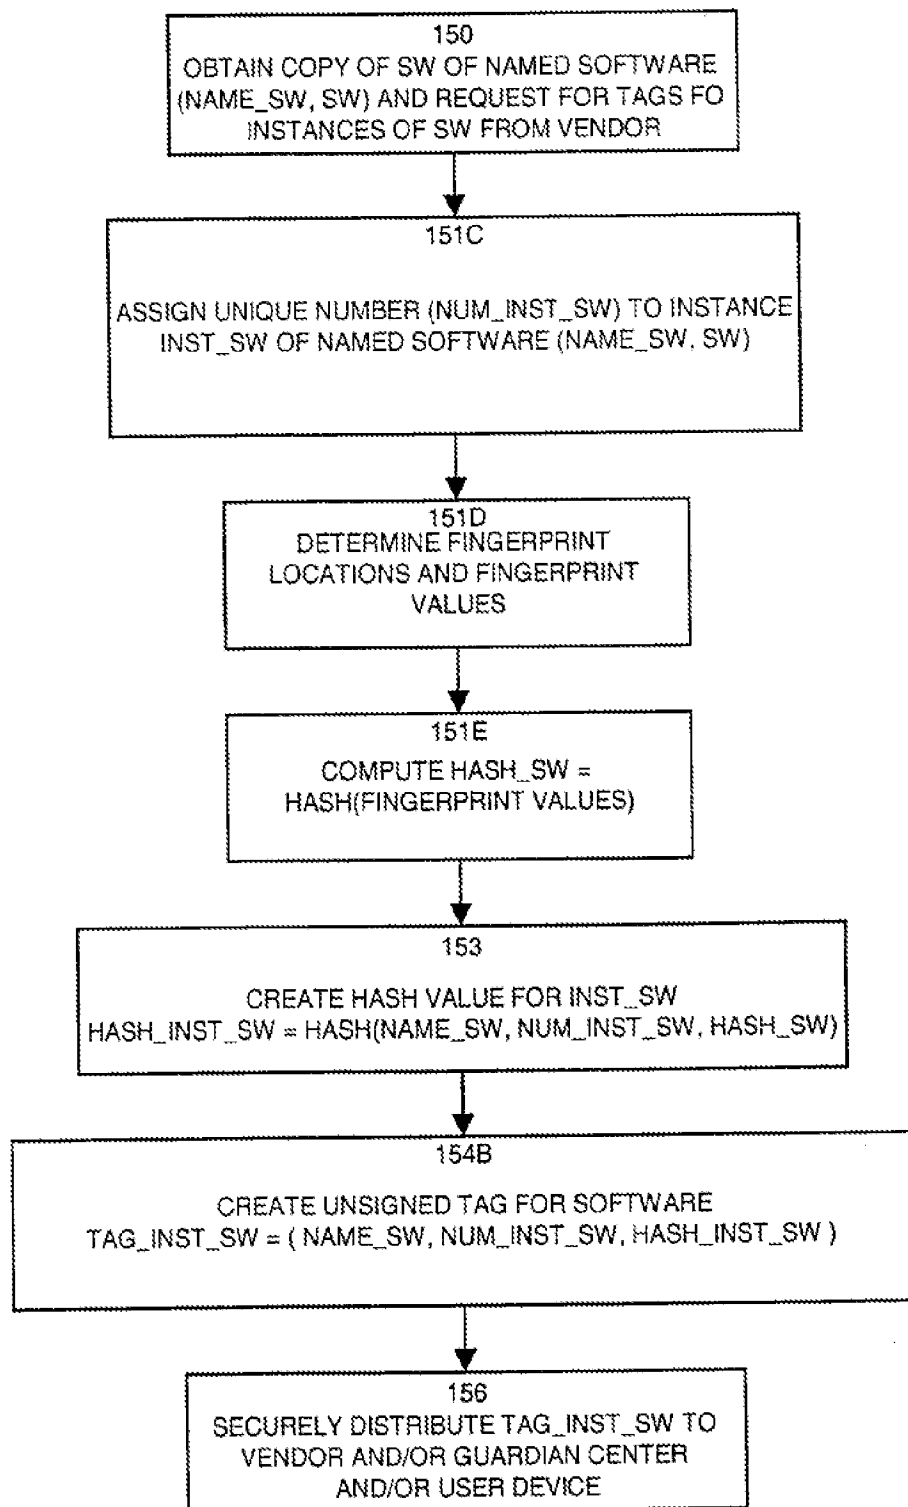 150
OBTAIN COPY OF SW OF NAMED SOFTWARE
(NAME_SW, SW) AND REQUEST FOR TAGS FO
INSTANCES OF SW FROM VENDOR
151C
ASSIGN UNIQUE NUMBER (NUM_INST_SW) TO INSTANCE
INST_SW OF NAMED SOFTWARE (NAME_SW, SW)
151D
DETERMINE FINGERPRINT
LOCATIONS AND FINGERPRINT
VALUES
151E
COMPUTE HASH_SW =
HASH(FINGERPRINT VALUES)
153
CREATE HASH VALUE FOR INST_SW
HASH_INST_SW = HASH(NAME_SW, NUM_INST_SW, HASH_SW)
154B
CREATE UNSIGNED TAG FOR SOFTWARE
TAG_INST_SW = ( NAME_SW, NUM_INST_SW, HASH_INST_SW )
156
SECURELY DISTRIBUTE TAG_INST_SW TO
VENDOR AND/OR GUARDIAN CENTER
AND/OR USER DEVICE